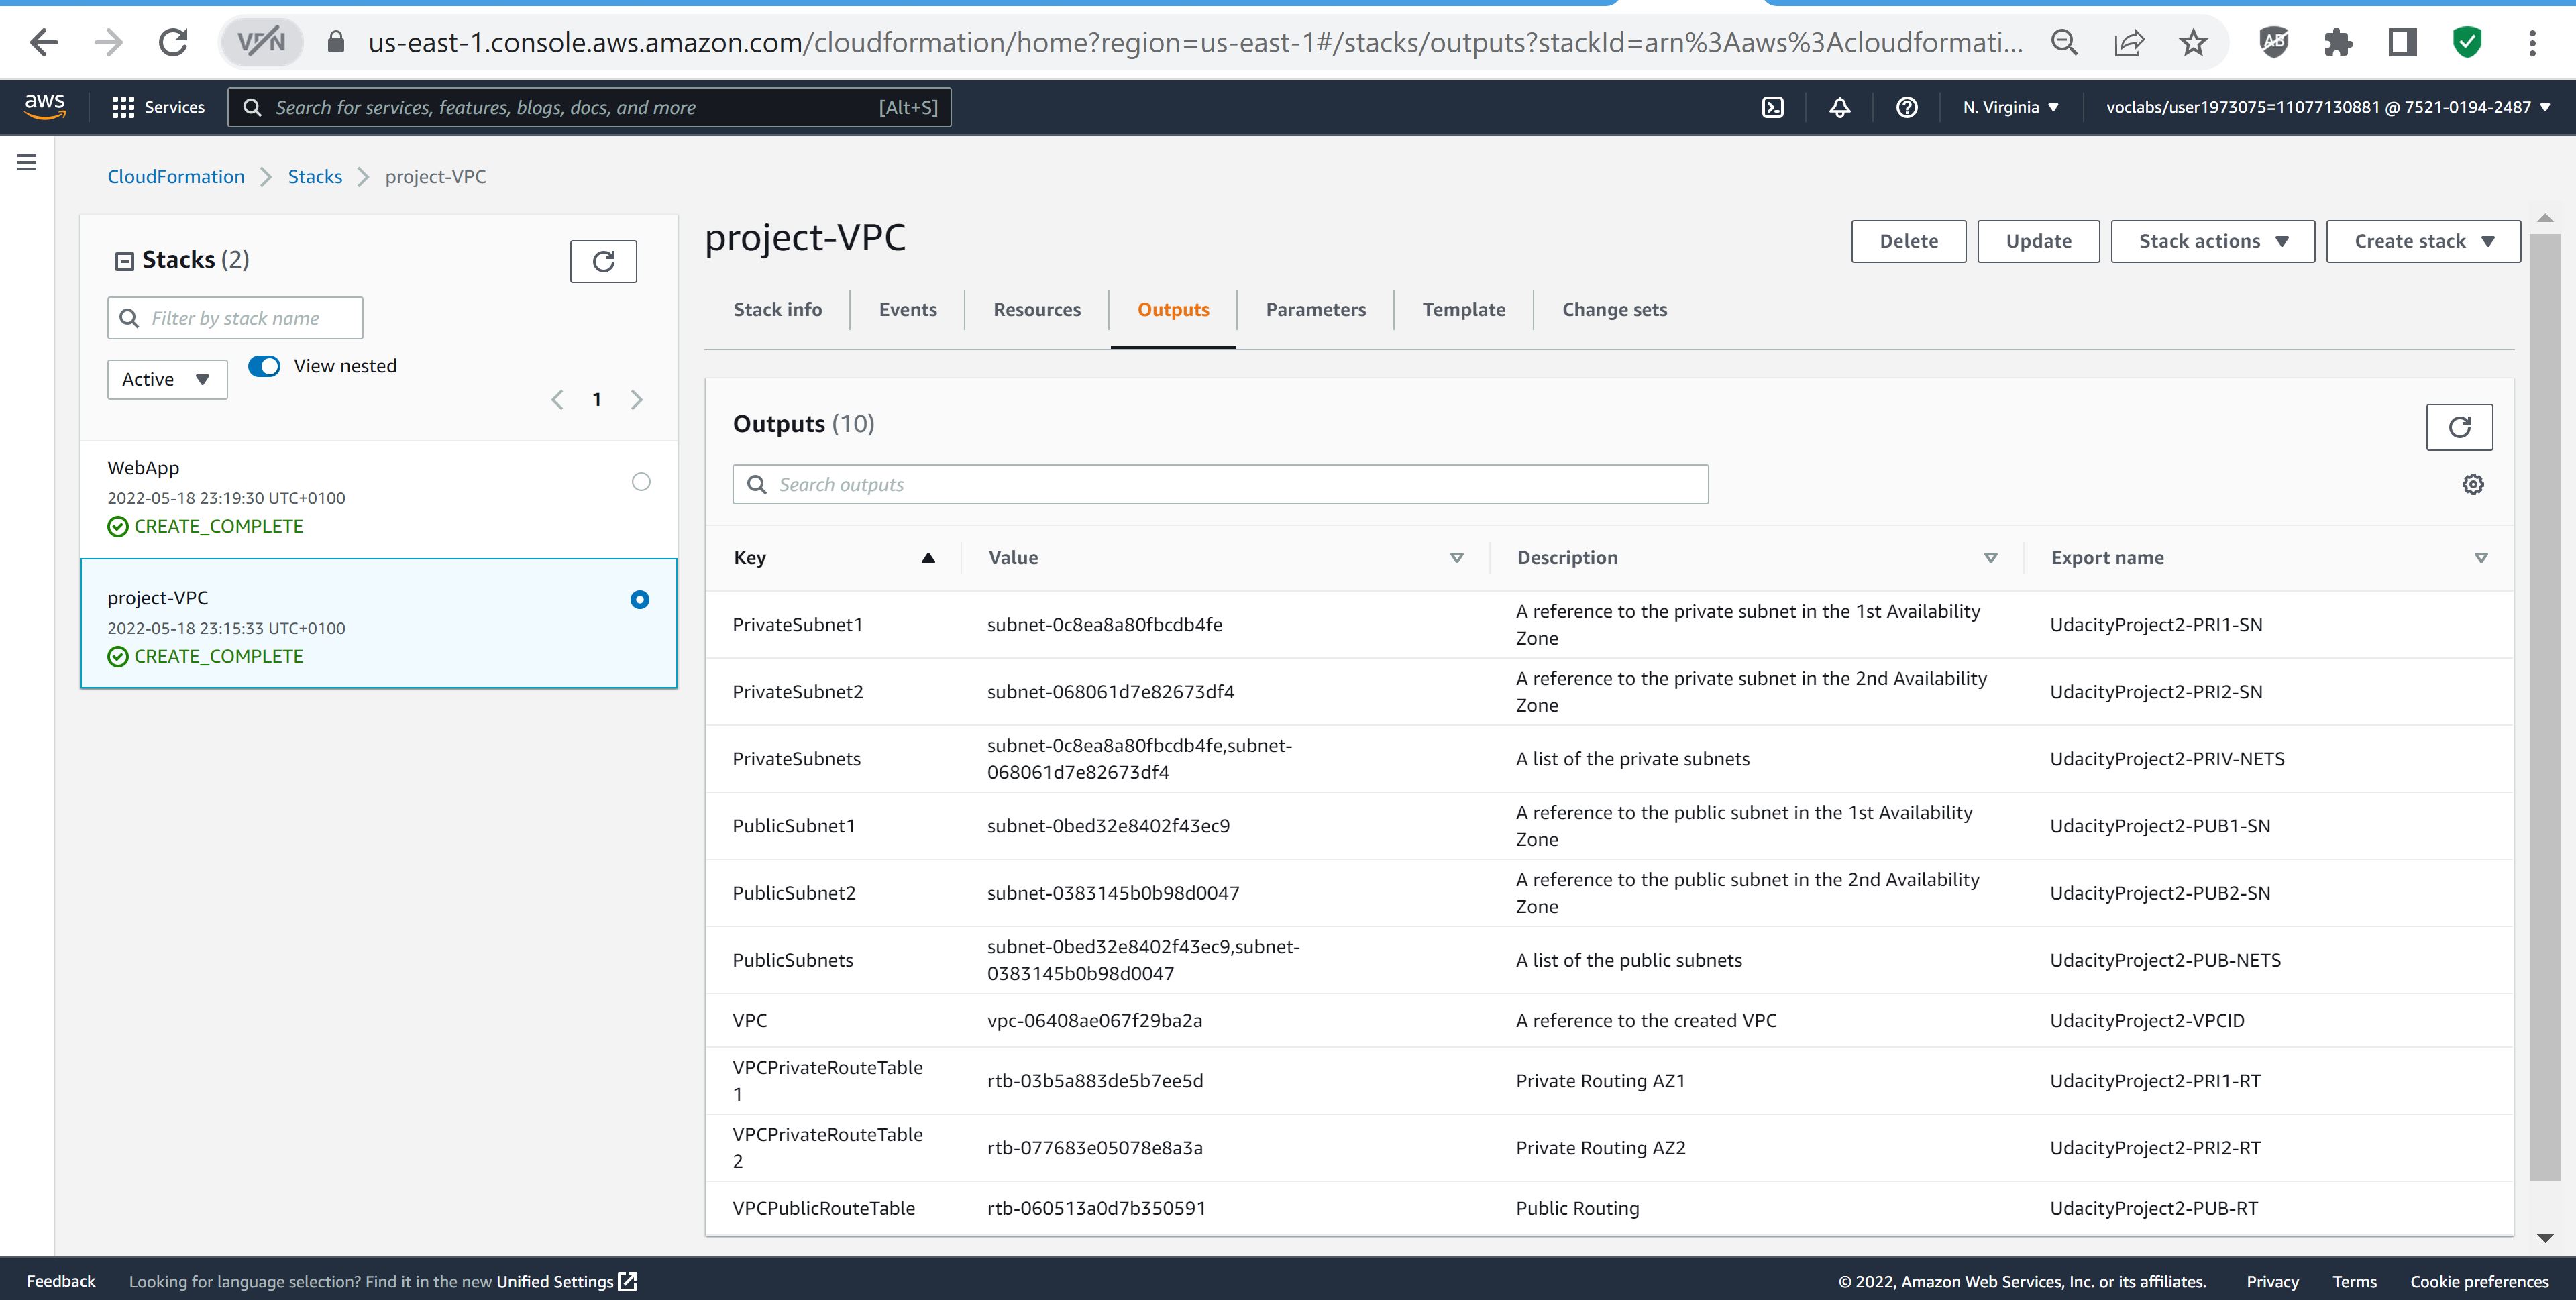 VPN
us-east-1.console.aws.amazon.com/cloudformation/home?region=us-east-1#/stacks/outputs?stackId=arn%3Aaws%3Acloudformati...
aws
Services
Search for services, features, blogs, docs, and more
[Alt+S]
N. Virginia
voclabs/user1973075=11077130881 @ 7521-0194-2487
CloudFormation
Stacks
project-VPC
Stacks (2)
Filter by stack name
Active
View nested
1
WebApp
2022-05-18 23:19:30 UTC+0100
CREATE_COMPLETE
project-VPC
2022-05-18 23:15:33 UTC+0100
CREATE_COMPLETE
project-VPC
Delete
Update
Stack actions
Create stack
Stack info
Events
Resources
Outputs
Parameters
Template
Change sets
Outputs (10)
Search outputs
Key
Value
Description
Export name
PrivateSubnet1
subnet-0c8ea8a80fbcdb4fe
A reference to the private subnet in the 1st Availability
Zone
UdacityProject2-PRI1-SN
PrivateSubnet2
subnet-068061d7e82673df4
A reference to the private subnet in the 2nd Availability
Zone
UdacityProject2-PRI2-SN
PrivateSubnets
subnet-0c8ea8a80fbcdb4fe,subnet-
068061d7e82673df4
A list of the private subnets
UdacityProject2-PRIV-NETS
PublicSubnet1
subnet-0bed32e8402f43ec9
A reference to the public subnet in the 1st Availability
Zone
UdacityProject2-PUB1-SN
PublicSubnet2
subnet-0383145b0b98d0047
A reference to the public subnet in the 2nd Availability
Zone
UdacityProject2-PUB2-SN
PublicSubnets
subnet-0bed32e8402f43ec9,subnet-
0383145b0b98d0047
A list of the public subnets
UdacityProject2-PUB-NETS
VPC
vpc-06408ae067f29ba2a
A reference to the created VPC
UdacityProject2-VPCID
VPCPrivateRouteTable
1
rtb-03b5a883de5b7ee5d
Private Routing AZ1
UdacityProject2-PRI1-RT
VPCPrivateRouteTable
2
rtb-077683e05078e8a3a
Private Routing AZ2
UdacityProject2-PRI2-RT
VPCPublicRouteTable
rtb-060513a0d7b350591
Public Routing
UdacityProject2-PUB-RT
Feedback
Looking for language selection? Find it in the new Unified Settings
© 2022, Amazon Web Services, Inc. or its affiliates.
Privacy
Terms
Cookie preferences